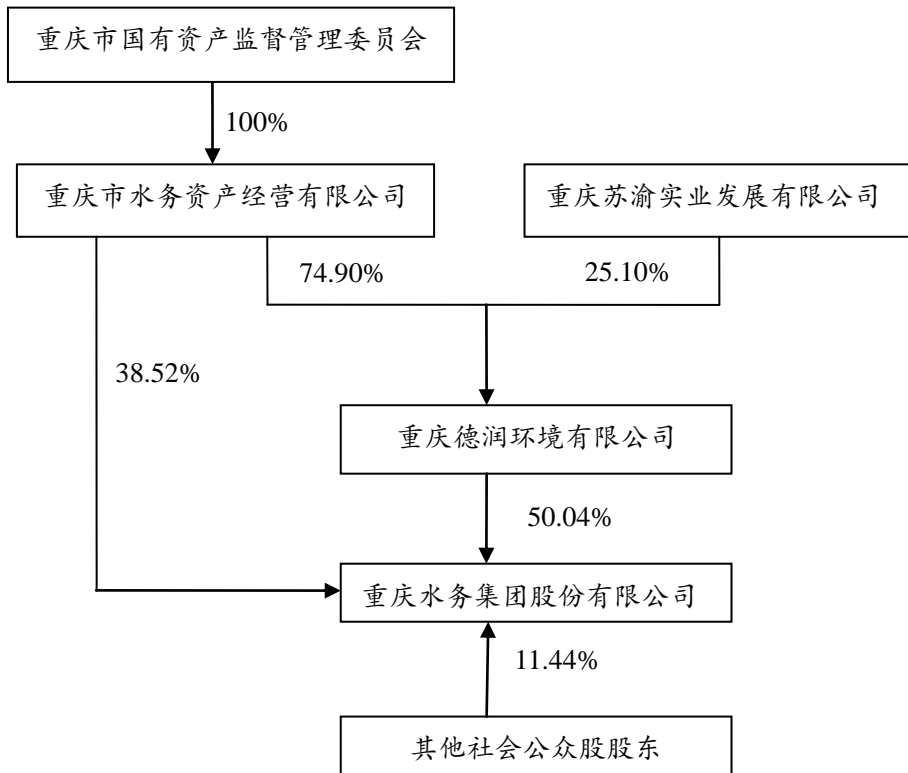 重庆市国有资产监督管理委员会
100%
重庆市水务资产经营有限公司
重庆苏渝实业发展有限公司
74.90%
25.10%
38.52%
重庆德润环境有限公司
50.04%
重庆水务集团股份有限公司
11.44%
其他社会公众股股东